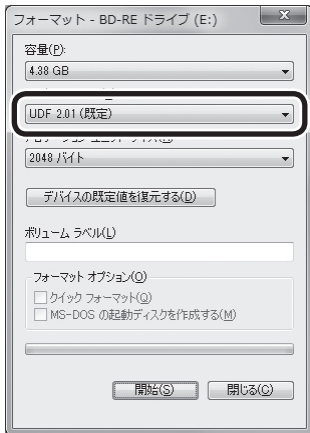 フォーマット - BD-RE ドライブ (E:)
容量(P):
4.38 GB
UDF 2.01 (既定)
2048 バイト
デバイスの既定値を復元する(D)
ボリューム ラベル(L)
フォーマット オプション(O)
クイック フォーマット(Q)
MS-DOS の起動ディスクを作成する(M)
開始(S)
閉じる(C)